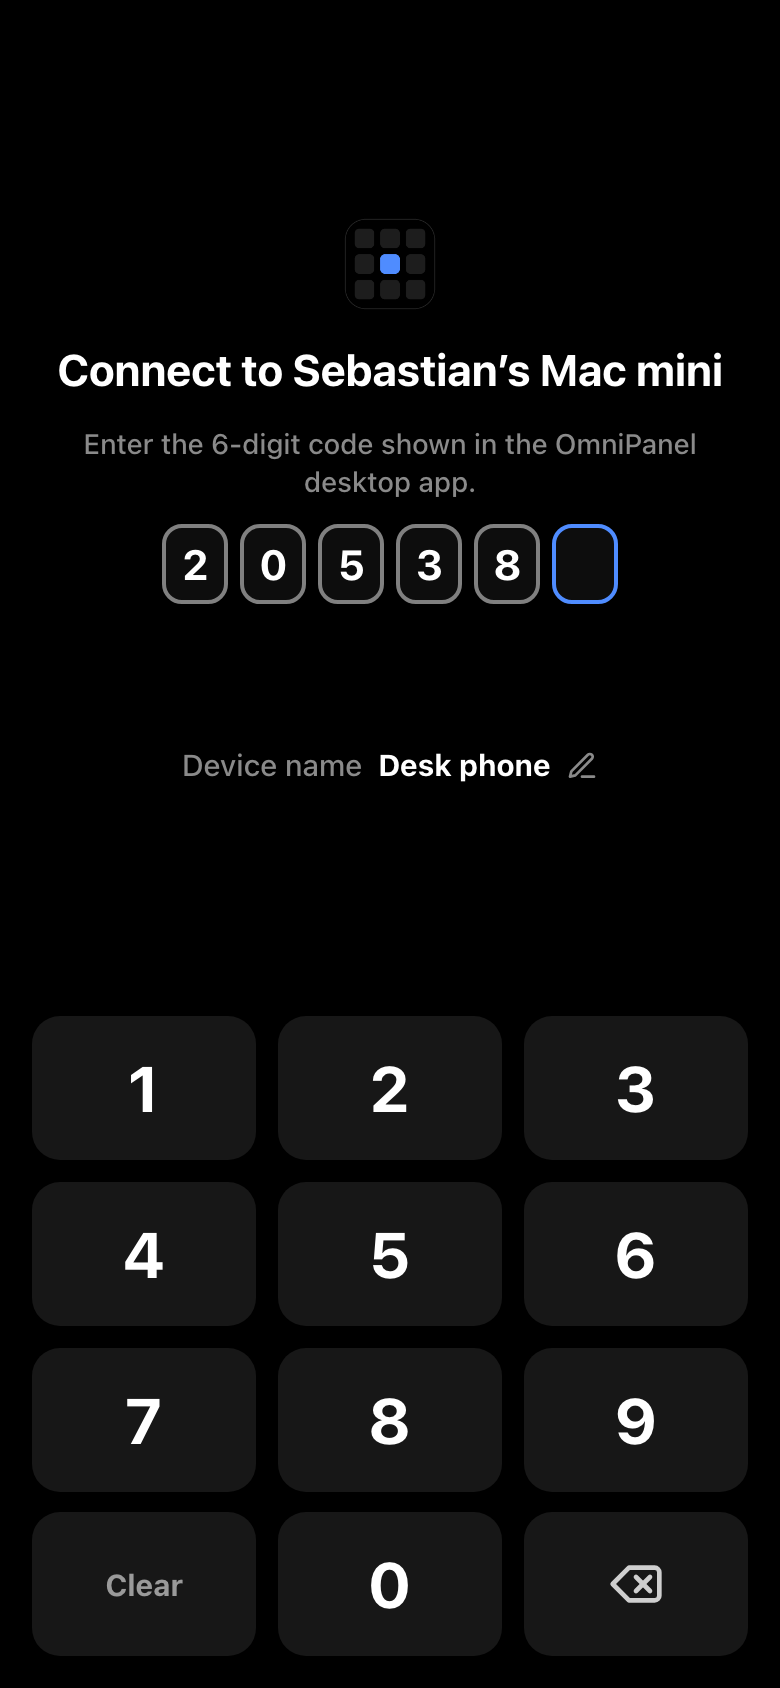 Connect to Sebastian’s Mac mini
Enter the 6-digit code shown in the OmniPanel
desktop app.
2 0 5 3 8
Device name Desk phone
1 2 3
4 5 6
7 8 9
Clear 0